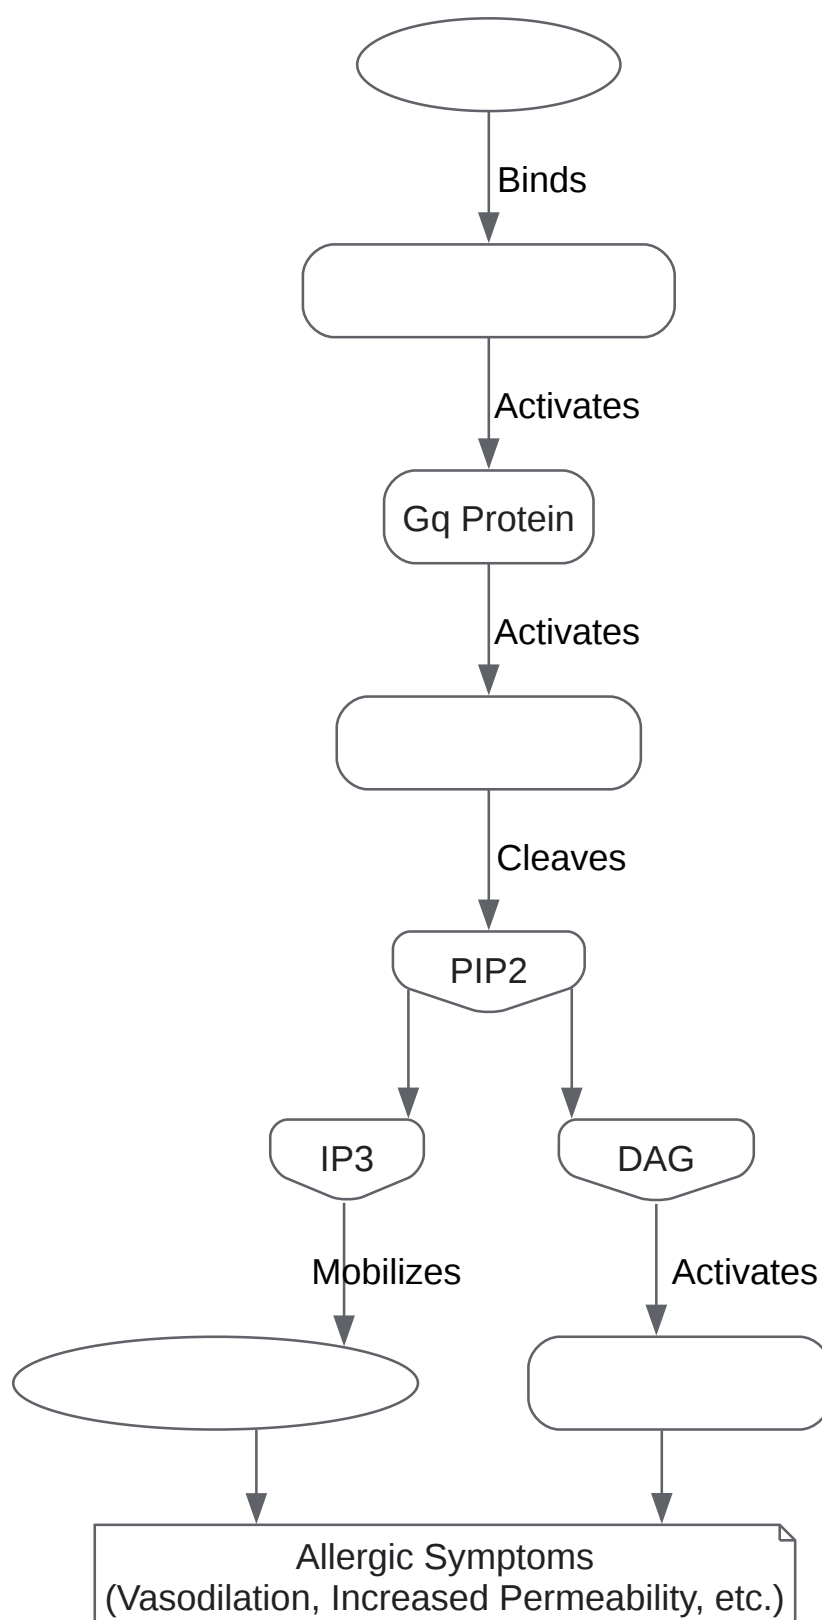 Binds
Activates
Gq Protein
Activates
Cleaves
PIP2
IP3
DAG
Mobilizes
Activates
Allergic Symptoms
(Vasodilation, Increased Permeability, etc.)